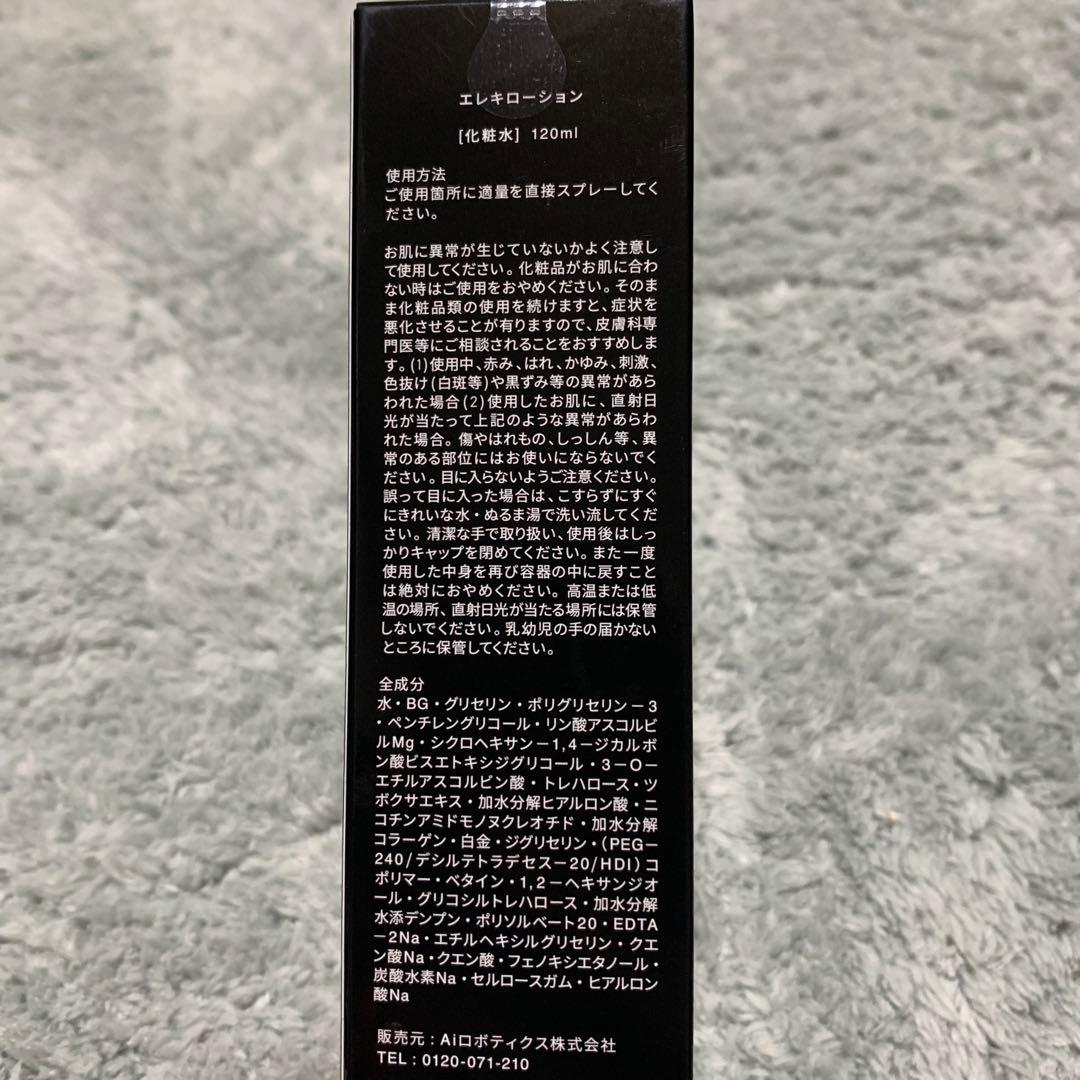 エレキローション
[化粧水] 120ml
使用方法
ご使用箇所に適量を直接スプレーしてく
ださい。
お肌に異常が生じていないかよく注意し
て使用してください。化粧品がお肌に合わ
ない時はご使用をおやめください。そのま
ま化粧品類の使用を続けますと、症状を
悪化させることが有りますので、皮膚科専
門医等にご相談されることをおすすめしま
す。(1)使用中、赤み、はれ、かゆみ、刺激、
色抜け(白斑等)や黒ずみ等の異常があら
われた場合(2)使用したお肌に、直射日
光が当たって上記のような異常があらわ
れた場合。傷やはれもの、しっしん等、異
常のある部位にはお使いにならないでく
ださい。目に入らないようご注意ください。
誤って目に入った場合は、こすらずにすぐ
にきれいな水・ぬるま湯で洗い流してくだ
さい。清潔な手で取り扱い、使用後はしっ
かりキャップを閉めてください。また一度
使用した中身を再び容器の中に戻すこと
は絶対におやめください。高温または低
温の場所、直射日光が当たる場所には保管
しないでください。乳幼児の手の届かない
ところに保管してください。
全成分
水・BG・グリセリン・ポリグリセリン－3
・ペンチレングリコール・リン酸アスコルビ
ルMg・シクロヘキサン－1,4－ジカルボ
ン酸ビスエトキシジグリコール・3－O－
エチルアスコルビン酸・トレハロース・ツ
ボクサエキス・加水分解ヒアルロン酸・ニ
コチンアミドモノヌクレオチド・加水分解
コラーゲン・白金・ジグリセリン・(PEG－
240/デシルテトラデセス－20/HDI)コ
ポリマー・ベタイン・1,2－ヘキサンジオ
ール・グリコシルトレハロース・加水分解
水添デンプン・ポリソルベート20・EDTA
－2Na・エチルヘキシルグリセリン・クエ
ン酸Na・クエン酸・フェノキシエタノール・
炭酸水素Na・セルロースガム・ヒアルロン
酸Na
販売元：Aiロボティクス株式会社
TEL：0120-071-210